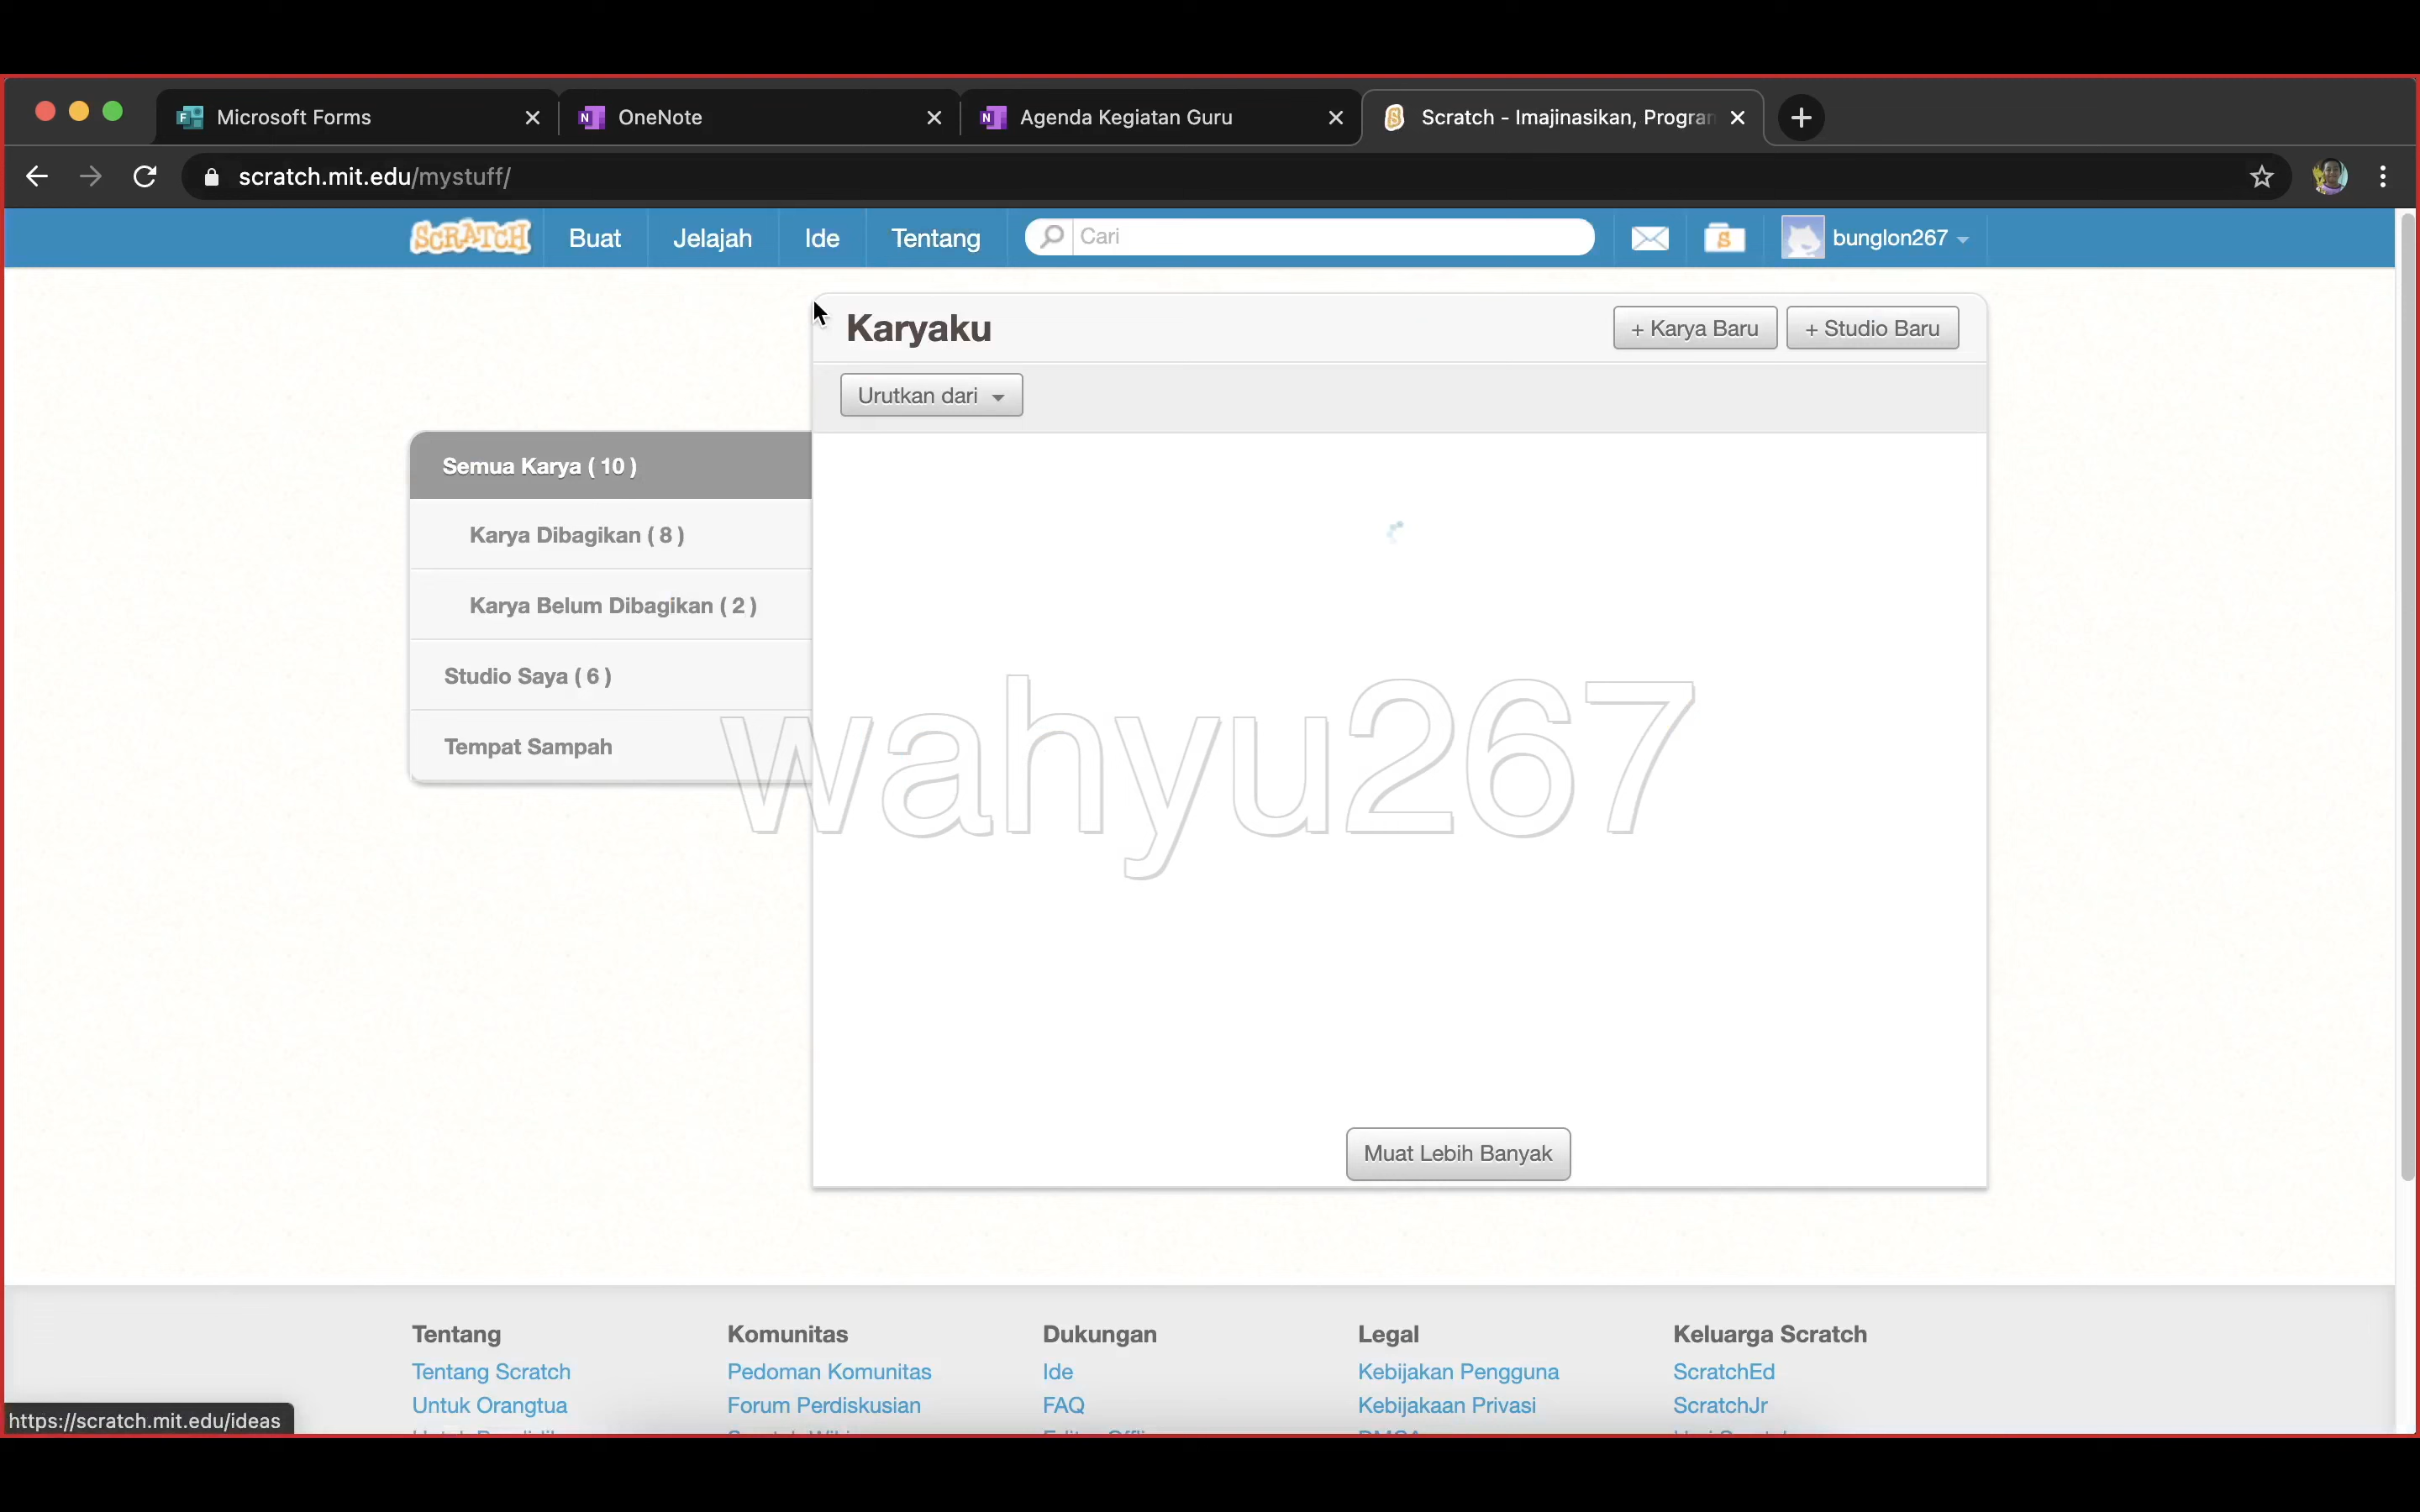 Microsoft Forms
OneNote
Agenda Kegiatan Guru
Scratch - Imajinasikan, Progran
scratch.mit.edu/mystuff/
SCRATCH
Buat
Jelajah
Ide
Tentang
Cari
bunglon267
Karyaku
+ Karya Baru
+ Studio Baru
Urutkan dari
Semua Karya ( 10 )
Karya Dibagikan ( 8 )
Karya Belum Dibagikan ( 2 )
Studio Saya ( 6 )
Tempat Sampah
wahyu267
Muat Lebih Banyak
Tentang
Komunitas
Dukungan
Legal
Keluarga Scratch
Tentang Scratch
Pedoman Komunitas
Ide
Kebijakan Pengguna
ScratchEd
Untuk Orangtua
Forum Perdiskusian
FAQ
Kebijakaan Privasi
ScratchJr
https://scratch.mit.edu/ideas